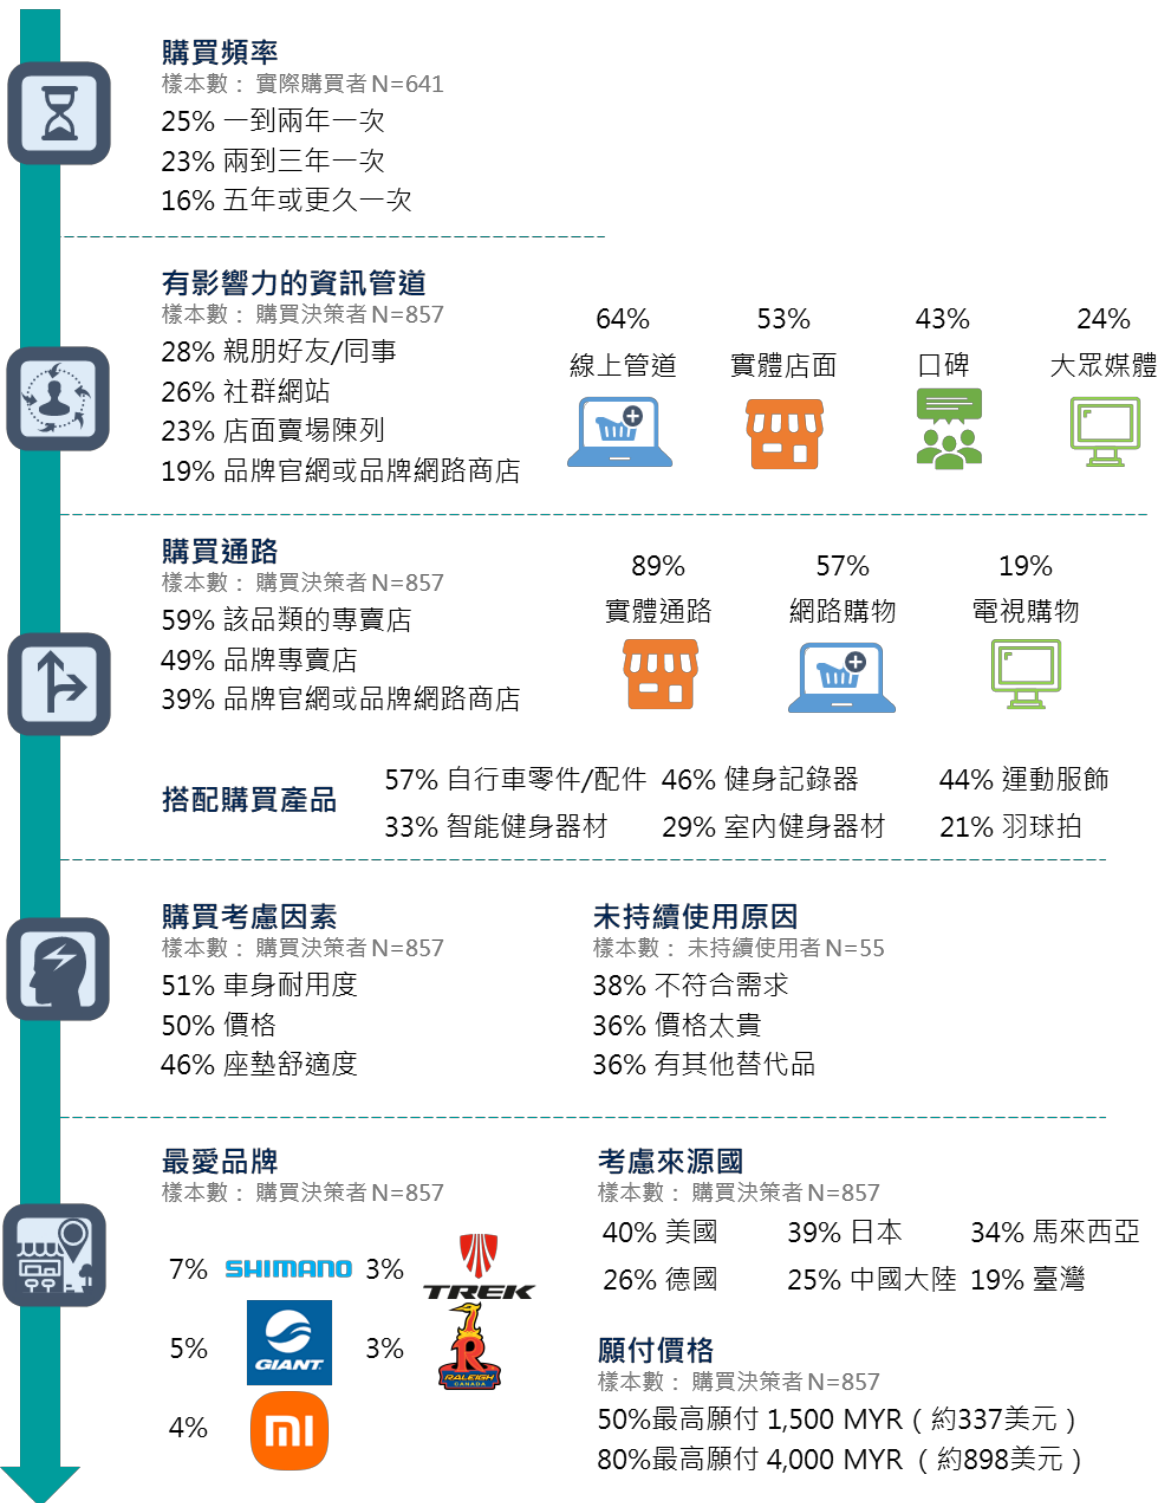 購買頻率
樣本數： 實際購買者 N=641
25% 一到兩年一次
23% 兩到三年一次
16% 五年或更久一次
有影響力的資訊管道
樣本數： 購買決策者 N=857
28% 親朋好友/同事
26% 社群網站
23% 店面賣場陳列
19% 品牌官網或品牌網路商店
64% 53% 43% 24%
線上管道 實體店面 口碑 大眾媒體
購買通路
樣本數： 購買決策者 N=857
59% 該品類的專賣店
49% 品牌專賣店
39% 品牌官網或品牌網路商店
89% 57% 19%
實體通路 網路購物 電視購物
搭配購買產品
57% 自行車零件/配件 46% 健身記錄器 44% 運動服飾
33% 智能健身器材 29% 室內健身器材 21% 羽球拍
購買考慮因素
樣本數： 購買決策者 N=857
51% 車身耐用度
50% 價格
46% 座墊舒適度
未持續使用原因
樣本數： 未持續使用者 N=55
38% 不符合需求
36% 價格太貴
36% 有其他替代品
最愛品牌
樣本數： 購買決策者 N=857
7% SHIMANO 3% TREK
5% GIANT 3% R RALEIGH CANADA
4% mi
考慮來源國
樣本數： 購買決策者 N=857
40% 美國 39% 日本 34% 馬來西亞
26% 德國 25% 中國大陸 19% 臺灣
願付價格
樣本數： 購買決策者 N=857
50%最高願付 1,500 MYR（約337美元）
80%最高願付 4,000 MYR （約898美元）